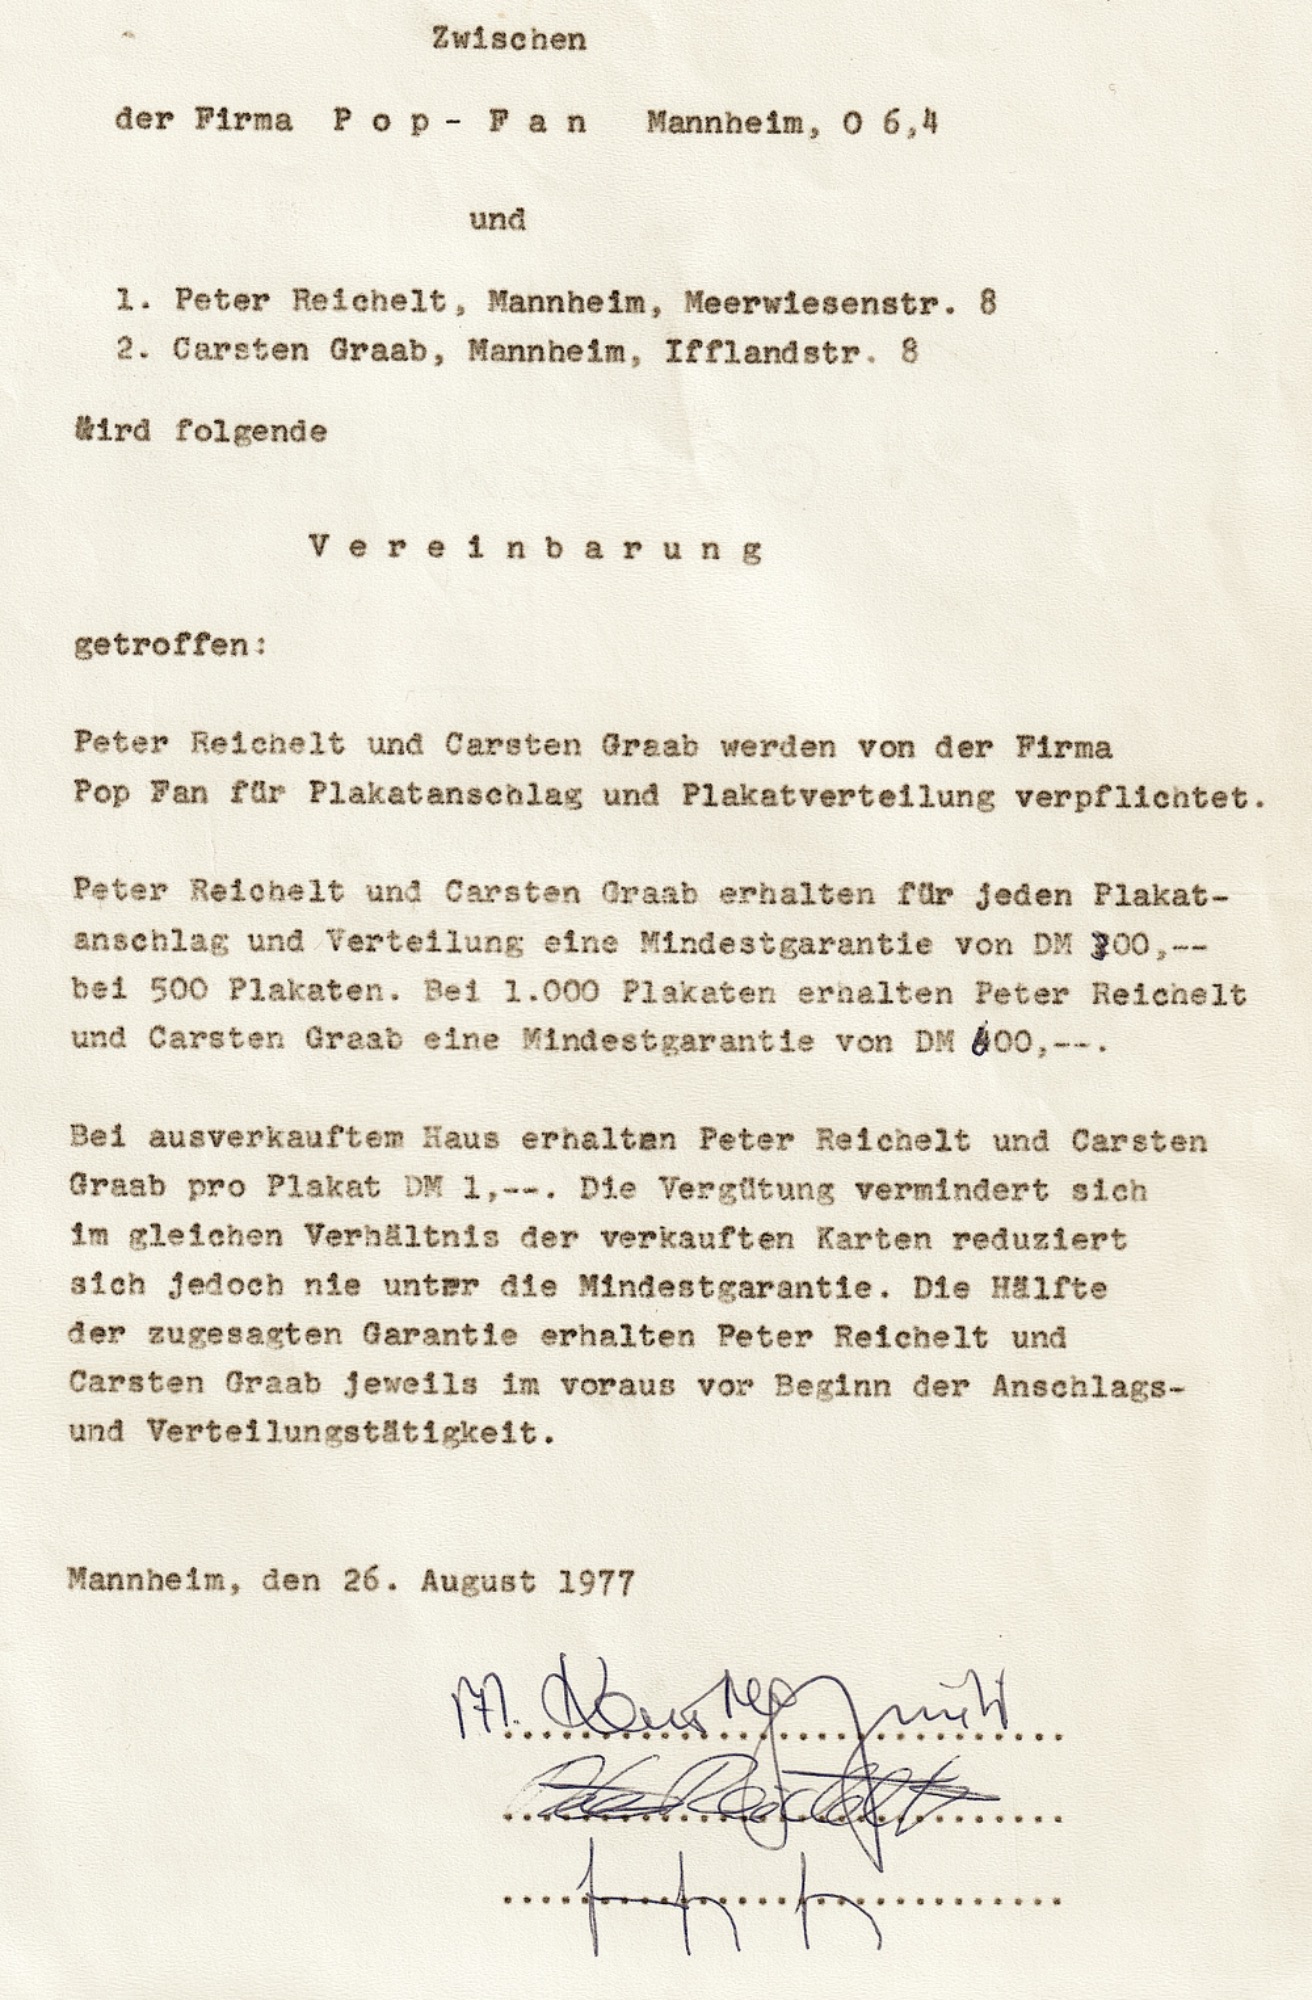 Zwischen
der Firma P o p - F a n Mannheim, O 6,4
und
1. Peter Reichelt, Mannheim, Meerwiesenstr. 8
2. Carsten Graab, Mannheim, Ifflandstr. 8
wird folgende
V e r e i n b a r u n g
getroffen:
Peter Reichelt und Carsten Graab werden von der Firma
Pop Fan für Plakatanschlag und Plakatverteilung verpflichtet.
Peter Reichelt und Carsten Graab erhalten für jeden Plakat-
anschlag und Verteilung eine Mindestgarantie von DM 300,--
bei 500 Plakaten. Bei 1.000 Plakaten erhalten Peter Reichelt
und Carsten Graab eine Mindestgarantie von DM 600,--.
Bei ausverkauftem Haus erhalten Peter Reichelt und Carsten
Graab pro Plakat DM 1,--. Die Vergütung vermindert sich
im gleichen Verhältnis der verkauften Karten reduziert
sich jedoch nie unter die Mindestgarantie. Die Hälfte
der zugesagten Garantie erhalten Peter Reichelt und
Carsten Graab jeweils im voraus vor Beginn der Anschlags-
und Verteilungstätigkeit.
Mannheim, den 26. August 1977
M.
Peter Reichelt